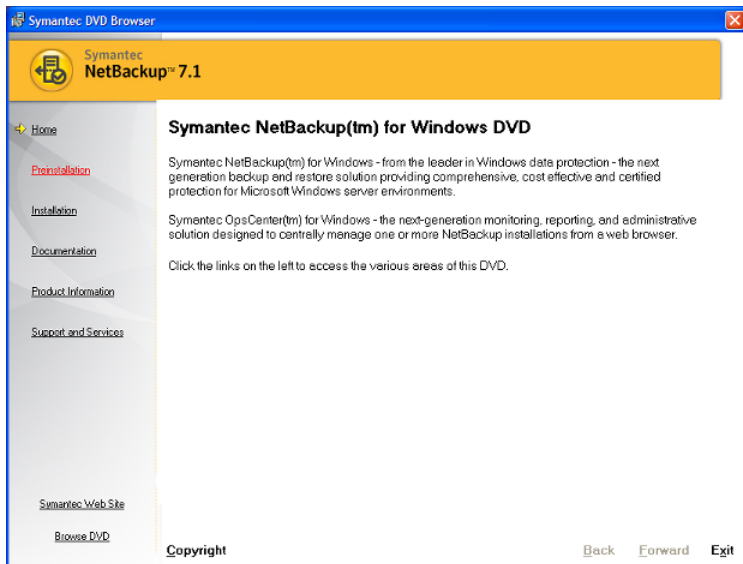 Symantec DVD Browser
Symantec
NetBackup™ 7.1
Home
Preinstallation
Installation
Documentation
Product Information
Support and Services
Symantec Web Site
Browse DVD
Symantec NetBackup(tm) for Windows DVD
Symantec NetBackup(tm) for Windows - from the leader in Windows data protection - the next
generation backup and restore solution providing comprehensive, cost effective and certified
protection for Microsoft Windows server environments.
Symantec OpsCenter(tm) for Windows - the next-generation monitoring, reporting, and administrative
solution designed to centrally manage one or more NetBackup installations from a web browser.
Click the links on the left to access the various areas of this DVD.
Copyright
Back Forward Exit